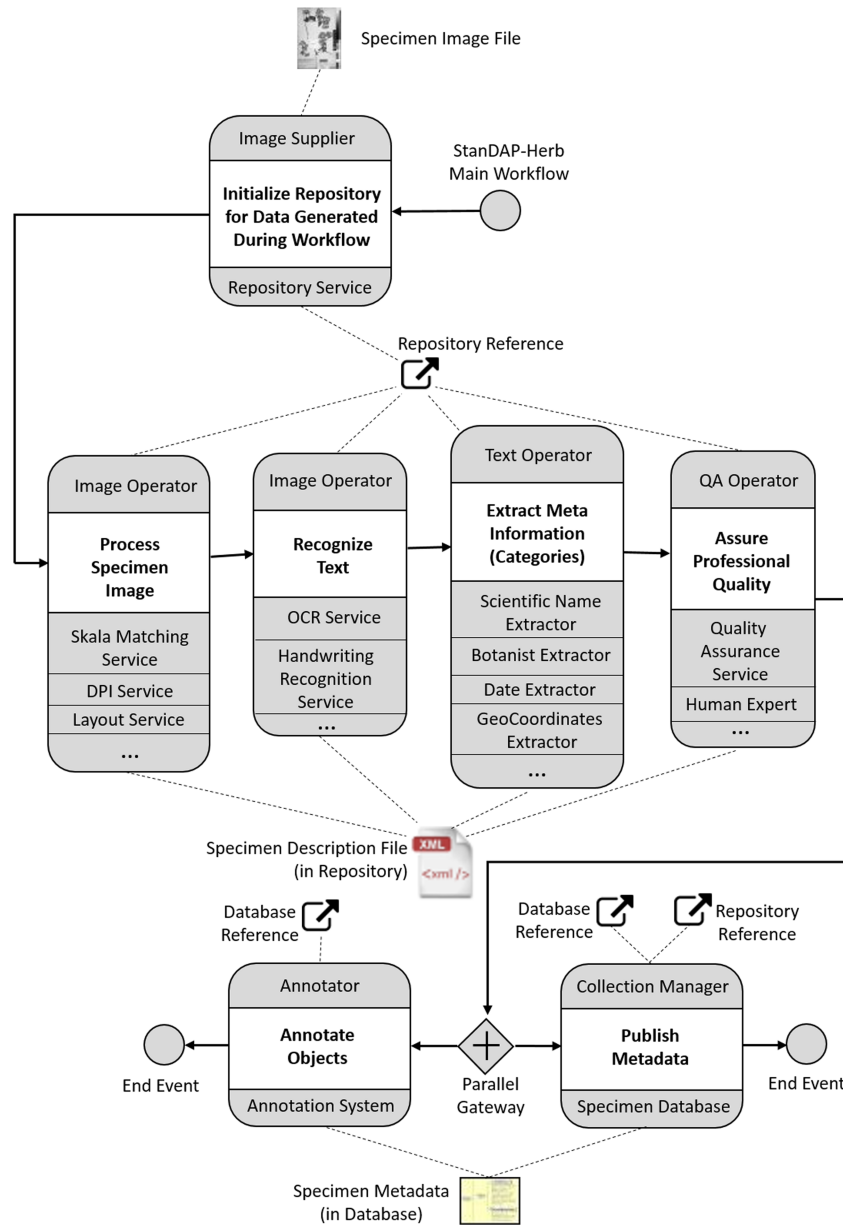 Specimen Image File
Image Supplier
StanDAP-Herb
Main Workflow
Initialize Repository
for Data Generated
During Workflow
Repository Service
Repository Reference
Image Operator
Process
Specimen
Image
Skala Matching
Service
DPI Service
Layout Service
...
Image Operator
Recognize
Text
OCR Service
Handwriting
Recognition
Service
...
Text Operator
Extract Meta
Information
(Categories)
Scientific Name
Extractor
Botanist Extractor
Date Extractor
GeoCoordinates
Extractor
...
QA Operator
Assure
Professional
Quality
Quality
Assurance
Service
Human Expert
...
Specimen Description File
(in Repository)
XML
<xml />
Database
Reference
Database
Reference
Repository
Reference
Annotator
Annotate
Objects
Annotation System
End Event
Parallel
Gateway
Collection Manager
Publish
Metadata
Specimen Database
End Event
Specimen Metadata
(in Database)